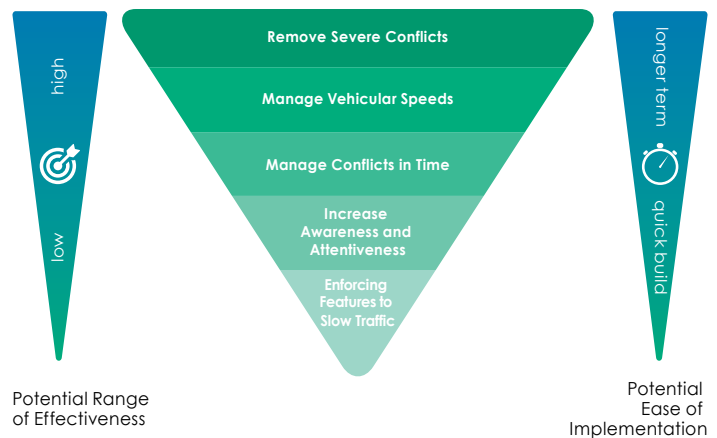 Remove Severe Conflicts
Manage Vehicular Speeds
Manage Conflicts in Time
Increase
Awareness and
Attentiveness
Enforcing
Features to
Slow Traffic
high
low
Potential Range
of Effectiveness
longer term
quick build
Potential
Ease of
Implementation